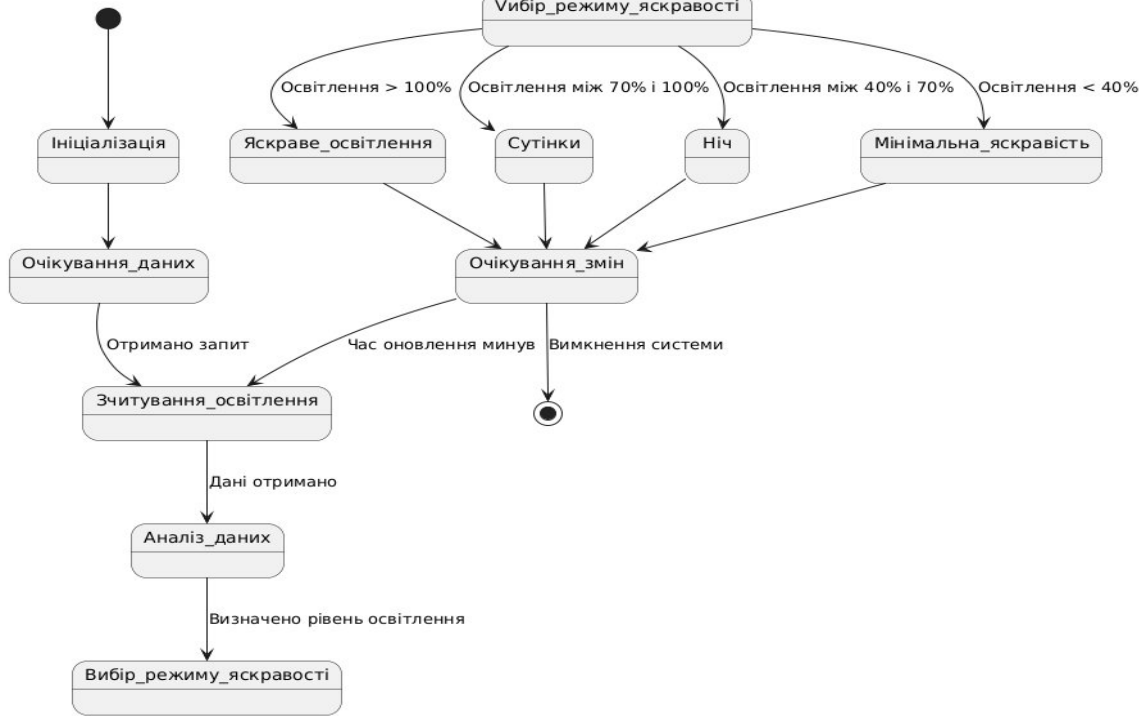 Vибір_режиму_яскравості
Освітлення > 100%
Освітлення між 70% і 100%
Освітлення між 40% і 70%
Освітлення < 40%
Ініціалізація
Яскраве_освітлення
Сутінки
Ніч
Мінімальна_яскравість
Очікування_даних
Очікування_змін
Отримано запит
Час оновлення минув
Вимкнення системи
Зчитування_освітлення
Дані отримано
Аналіз_даних
Визначено рівень освітлення
Вибір_режиму_яскравості